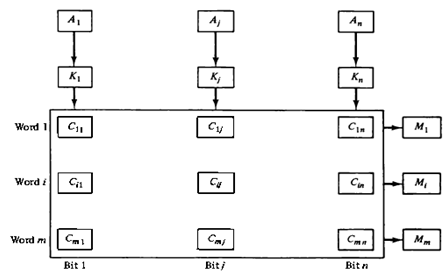 A1 Aj An
K1 Kj Kn
Word 1 C11 C1j C1n M1
Word i Ci1 Cij Cin Mi
Word m Cm1 Cmj Cmn Mm
Bit 1 Bit j Bit n